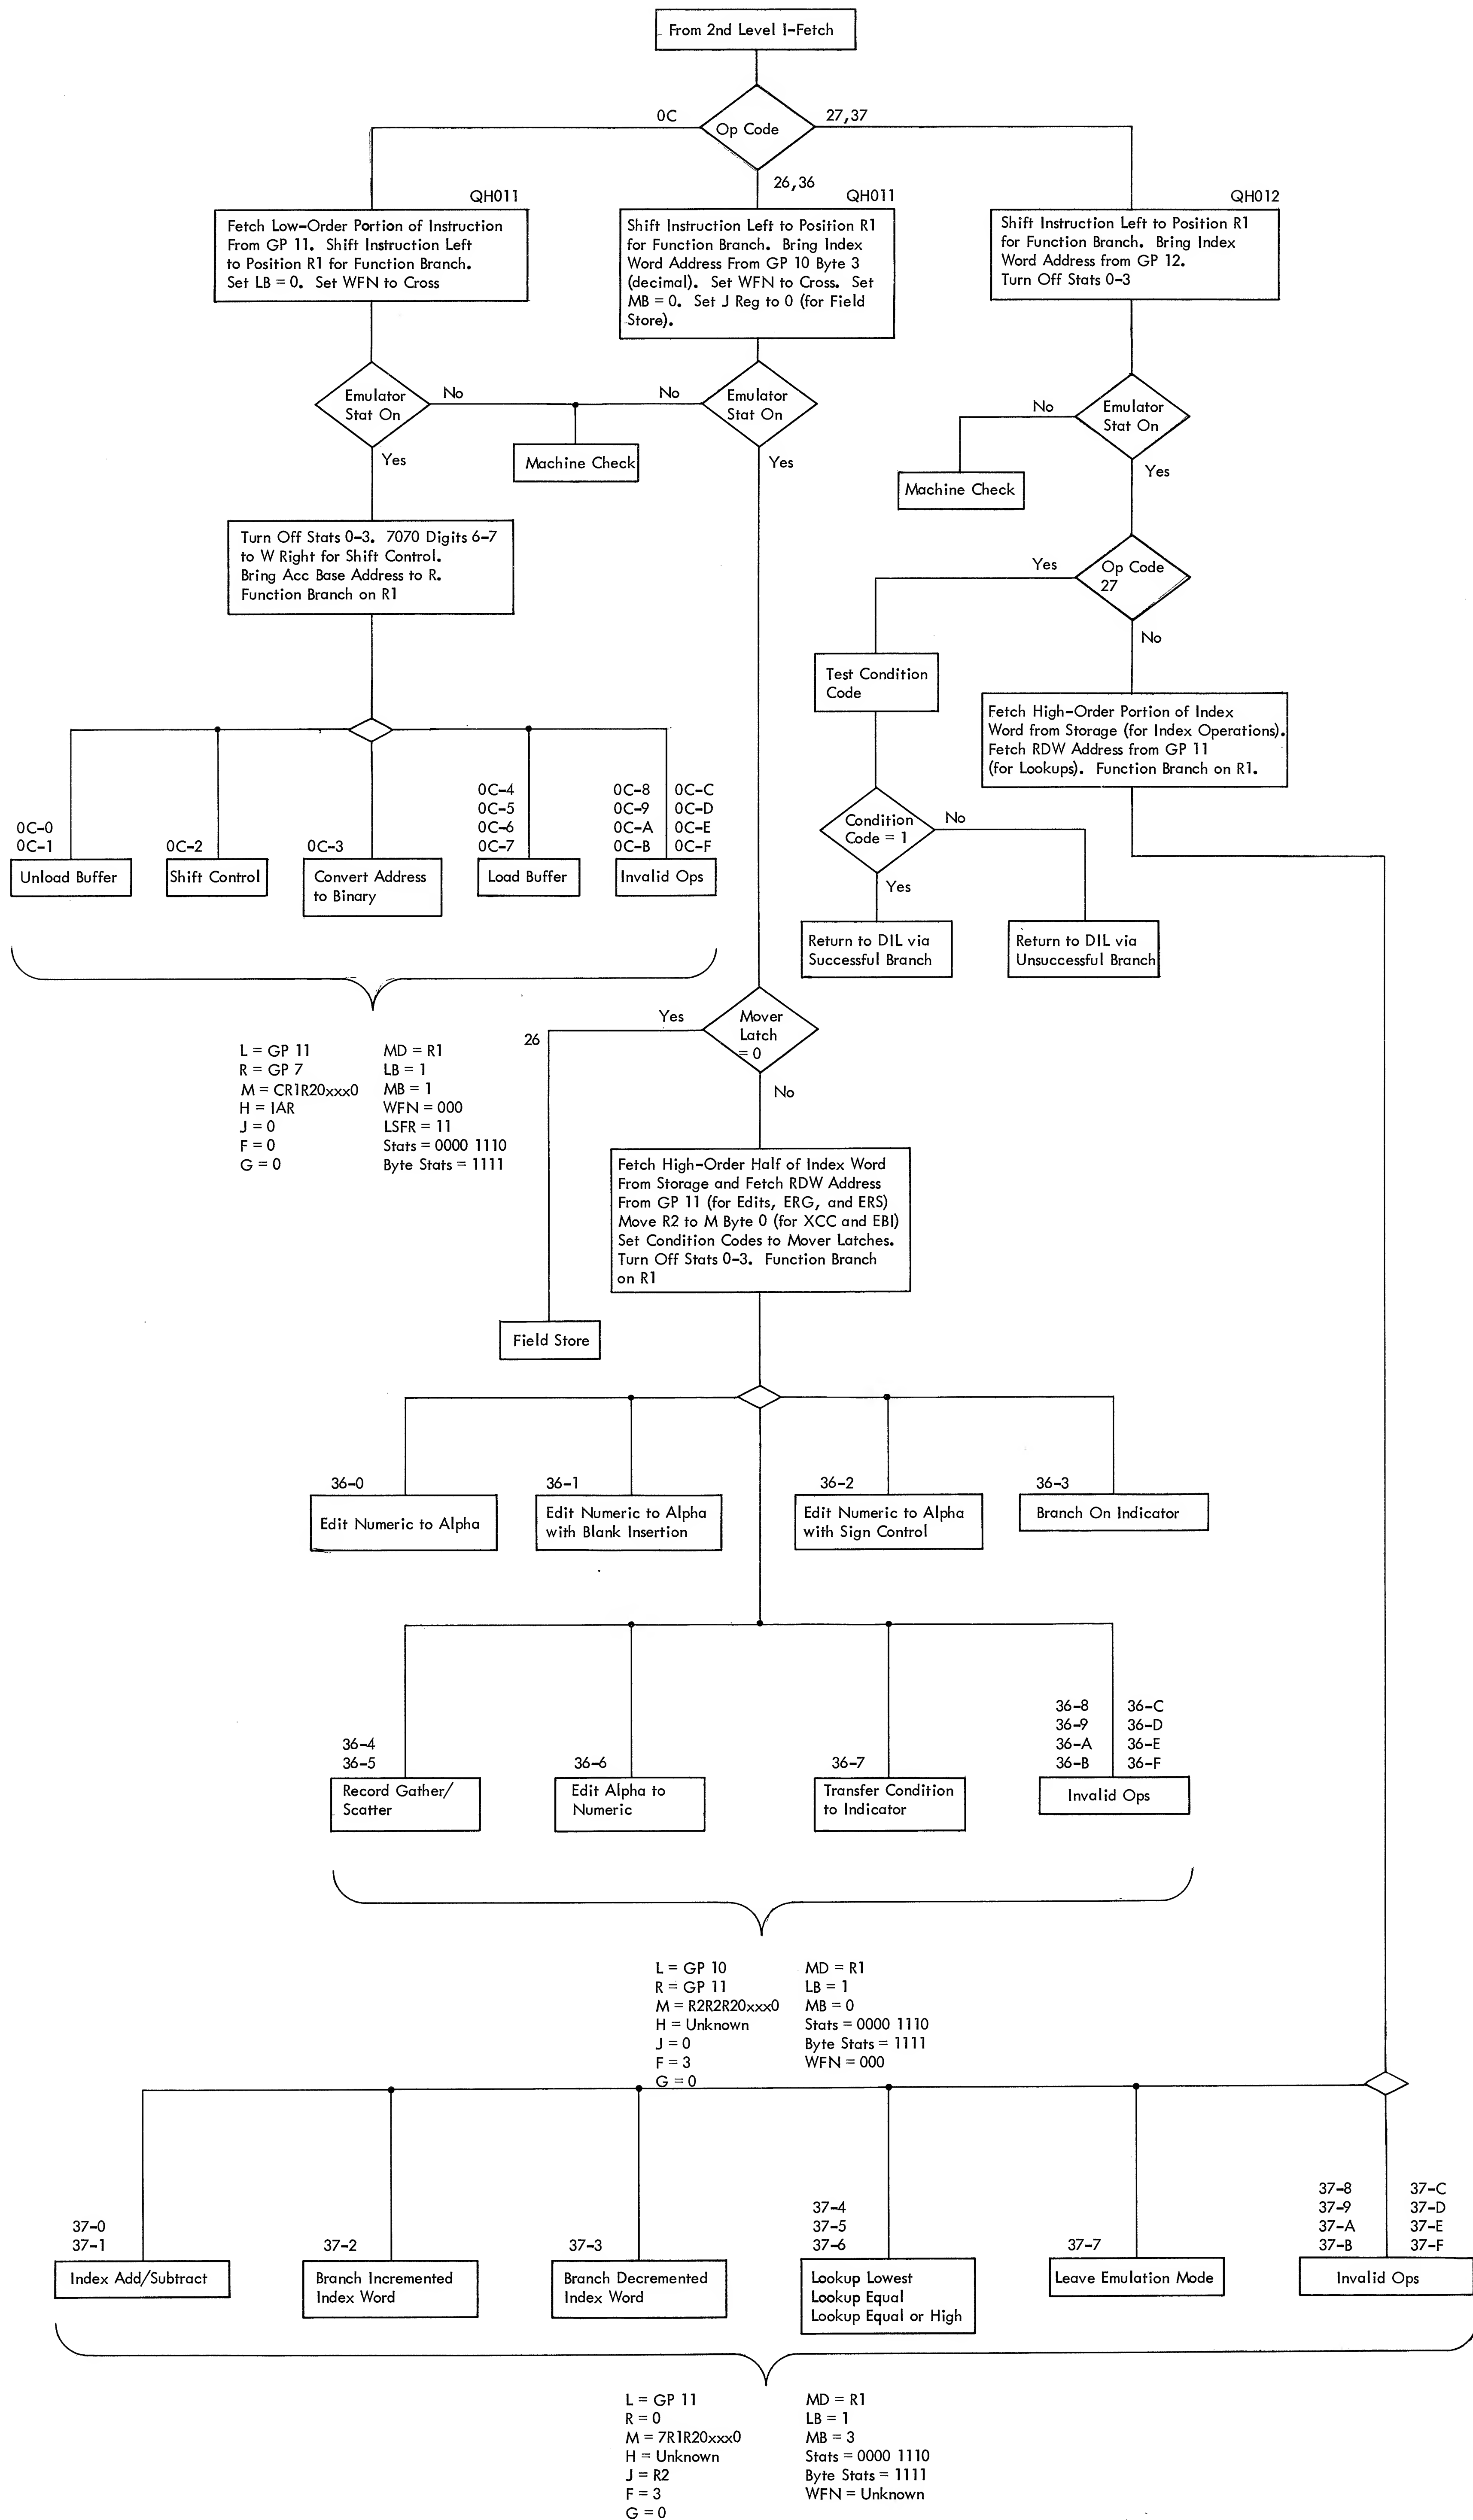 From 2nd Level I-Fetch
0C
Op Code
27,37
26,36
QH011
Fetch Low-Order Portion of Instruction
From GP 11. Shift Instruction Left
to Position R1 for Function Branch.
Set LB = 0. Set WFN to Cross
QH011
Shift Instruction Left to Position R1
for Function Branch. Bring Index
Word Address From GP 10 Byte 3
(decimal). Set WFN to Cross. Set
MB = 0. Set J Reg to 0 (for Field
Store).
QH012
Shift Instruction Left to Position R1
for Function Branch. Bring Index
Word Address from GP 12.
Turn Off Stats 0-3
Emulator
Stat On
No
Yes
No
Emulator
Stat On
Yes
Machine Check
No
Emulator
Stat On
Yes
Machine Check
Turn Off Stats 0-3. 7070 Digits 6-7
to W Right for Shift Control.
Bring Acc Base Address to R.
Function Branch on R1
Yes
Op Code
27
No
Test Condition
Code
Fetch High-Order Portion of Index
Word from Storage (for Index Operations).
Fetch RDW Address from GP 11
(for Lookups). Function Branch on R1.
Condition
Code = 1
No
Yes
Return to DIL via
Successful Branch
Return to DIL via
Unsuccessful Branch
0C-0
0C-1
Unload Buffer
0C-2
Shift Control
0C-3
Convert Address
to Binary
0C-4
0C-5
0C-6
0C-7
Load Buffer
0C-8 0C-C
0C-9 0C-D
0C-A 0C-E
0C-B 0C-F
Invalid Ops
L = GP 11 MD = R1
R = GP 7 LB = 1
M = CR1R20xxx0 MB = 1
H = IAR WFN = 000
J = 0 LSFR = 11
F = 0 Stats = 0000 1110
G = 0 Byte Stats = 1111
Yes
26
Mover
Latch
= 0
No
Fetch High-Order Half of Index Word
From Storage and Fetch RDW Address
From GP 11 (for Edits, ERG, and ERS)
Move R2 to M Byte 0 (for XCC and EBI)
Set Condition Codes to Mover Latches.
Turn Off Stats 0-3. Function Branch
on R1
Field Store
36-0
Edit Numeric to Alpha
36-1
Edit Numeric to Alpha
with Blank Insertion
36-2
Edit Numeric to Alpha
with Sign Control
36-3
Branch On Indicator
36-4
36-5
Record Gather/
Scatter
36-6
Edit Alpha to
Numeric
36-7
Transfer Condition
to Indicator
36-8 36-C
36-9 36-D
36-A 36-E
36-B 36-F
Invalid Ops
L = GP 10 MD = R1
R = GP 11 LB = 1
M = R2R2R20xxx0 MB = 0
H = Unknown Stats = 0000 1110
J = 0 Byte Stats = 1111
F = 3 WFN = 000
G = 0
37-0
37-1
Index Add/Subtract
37-2
Branch Incremented
Index Word
37-3
Branch Decremented
Index Word
37-4
37-5
37-6
Lookup Lowest
Lookup Equal
Lookup Equal or High
37-7
Leave Emulation Mode
37-8 37-C
37-9 37-D
37-A 37-E
37-B 37-F
Invalid Ops
L = GP 11 MD = R1
R = 0 LB = 1
M = 7R1R20xxx0 MB = 3
H = Unknown Stats = 0000 1110
J = R2 Byte Stats = 1111
F = 3 WFN = Unknown
G = 0